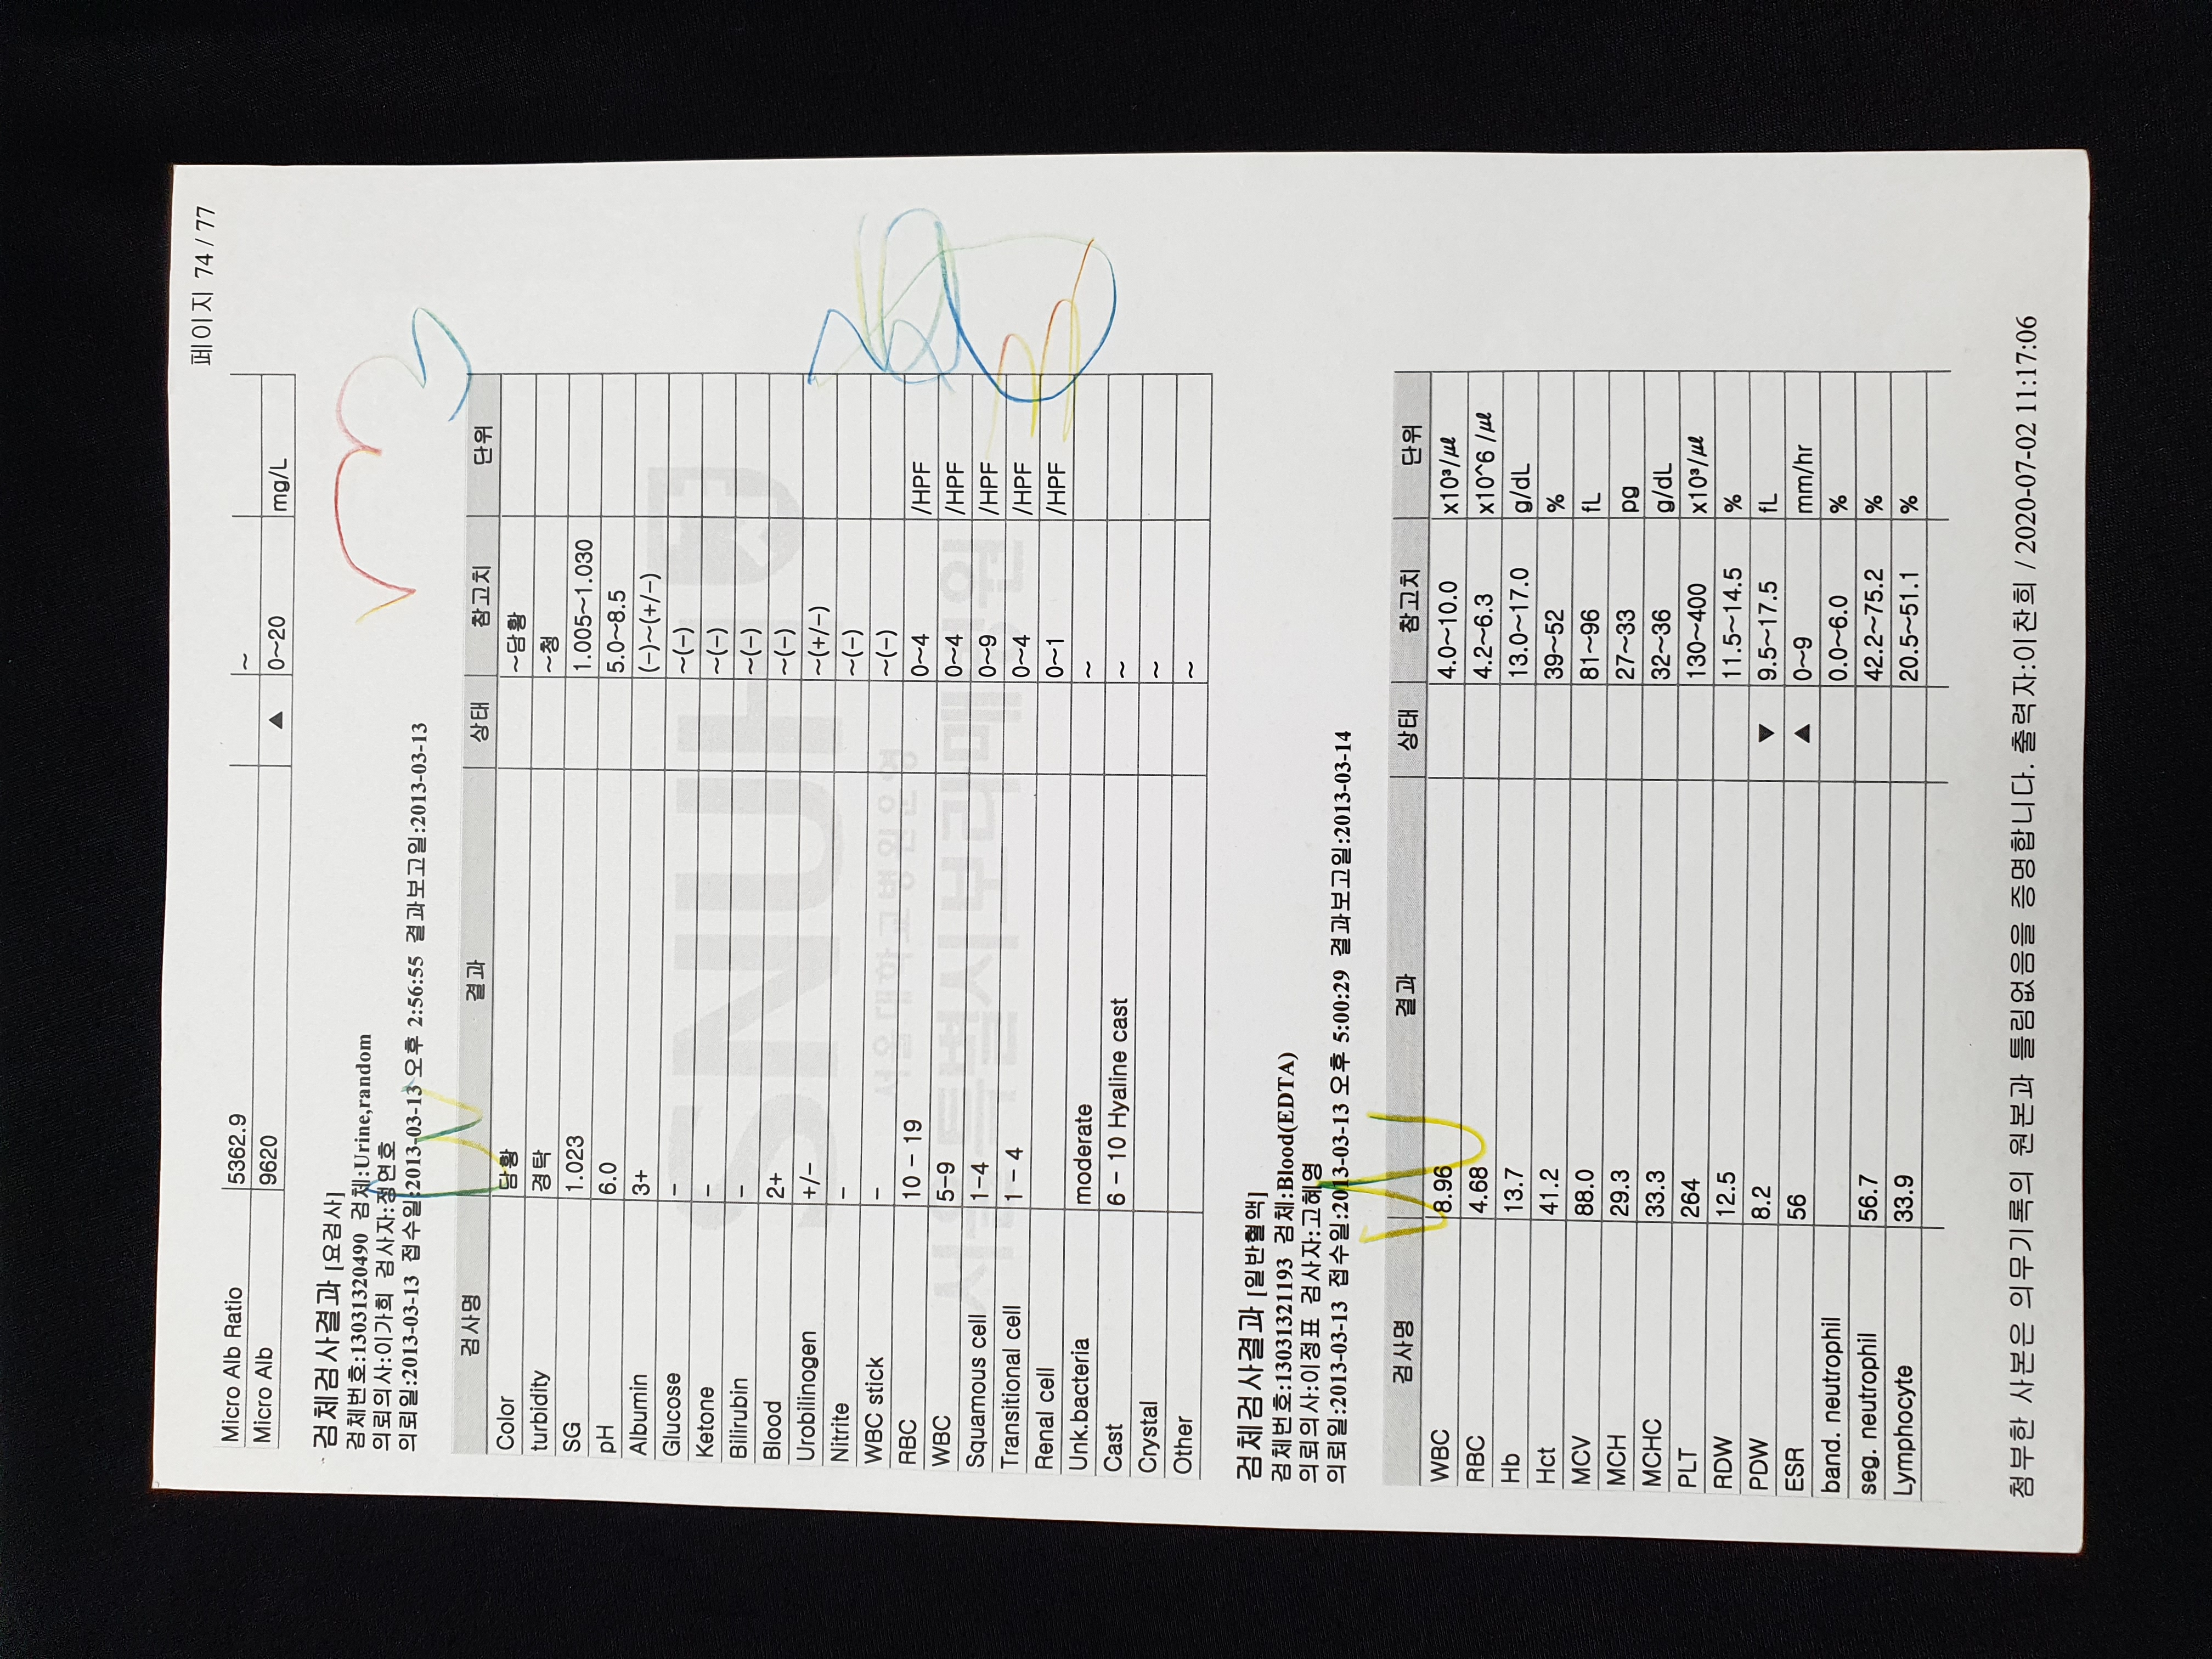 페이지 74 / 77
Micro Alb Ratio 5362.9 ~
Micro Alb 9620 ▲ 0~20 mg/L
검체검사결과 [요검사]
검체번호:13031320490 검체:Urine,random
의뢰의사:이가희 검사자:정연호
의뢰일:2013-03-13 접수일:2013-03-13 오후 2:56:55 결과보고일:2013-03-13
검사명 결과 상태 참고치 단위
Color 담황 ~담황
turbidity 경탁 ~청
SG 1.023 1.005~1.030
pH 6.0 5.0~8.5
Albumin 3+ (-)~(+/-)
Glucose - ~(-)
Ketone - ~(-)
Bilirubin - ~(-)
Blood 2+ ~(-)
Urobilinogen +/- ~(+/-)
Nitrite - ~(-)
WBC stick - ~(-)
RBC 10 - 19 0~4 /HPF
WBC 5-9 0~4 /HPF
Squamous cell 1-4 0~9 /HPF
Transitional cell 1 - 4 0~4 /HPF
Renal cell 0~1 /HPF
Unk.bacteria moderate ~
Cast 6 - 10 Hyaline cast ~
Crystal ~
Other ~
SNUH
서울대학교병원운영
서울특별시보라매병원
검체검사결과 [일반혈액]
검체번호:13031321193 검체:Blood(EDTA)
의뢰의사:이정표 검사자:고혜영
의뢰일:2013-03-13 접수일:2013-03-13 오후 5:00:29 결과보고일:2013-03-14
검사명 결과 상태 참고치 단위
WBC 8.96 4.0~10.0 x10³/㎕
RBC 4.68 4.2~6.3 x10^6 /㎕
Hb 13.7 13.0~17.0 g/dL
Hct 41.2 39~52 %
MCV 88.0 81~96 fL
MCH 29.3 27~33 pg
MCHC 33.3 32~36 g/dL
PLT 264 130~400 x10³/㎕
RDW 12.5 11.5~14.5 %
PDW 8.2 ▼ 9.5~17.5 fL
ESR 56 ▲ 0~9 mm/hr
band. neutrophil 0.0~6.0 %
seg. neutrophil 56.7 42.2~75.2 %
Lymphocyte 33.9 20.5~51.1 %
첨부한 사본은 의무기록의 원본과 틀림없음을 증명합니다. 출력자:이찬희 / 2020-07-02 11:17:06